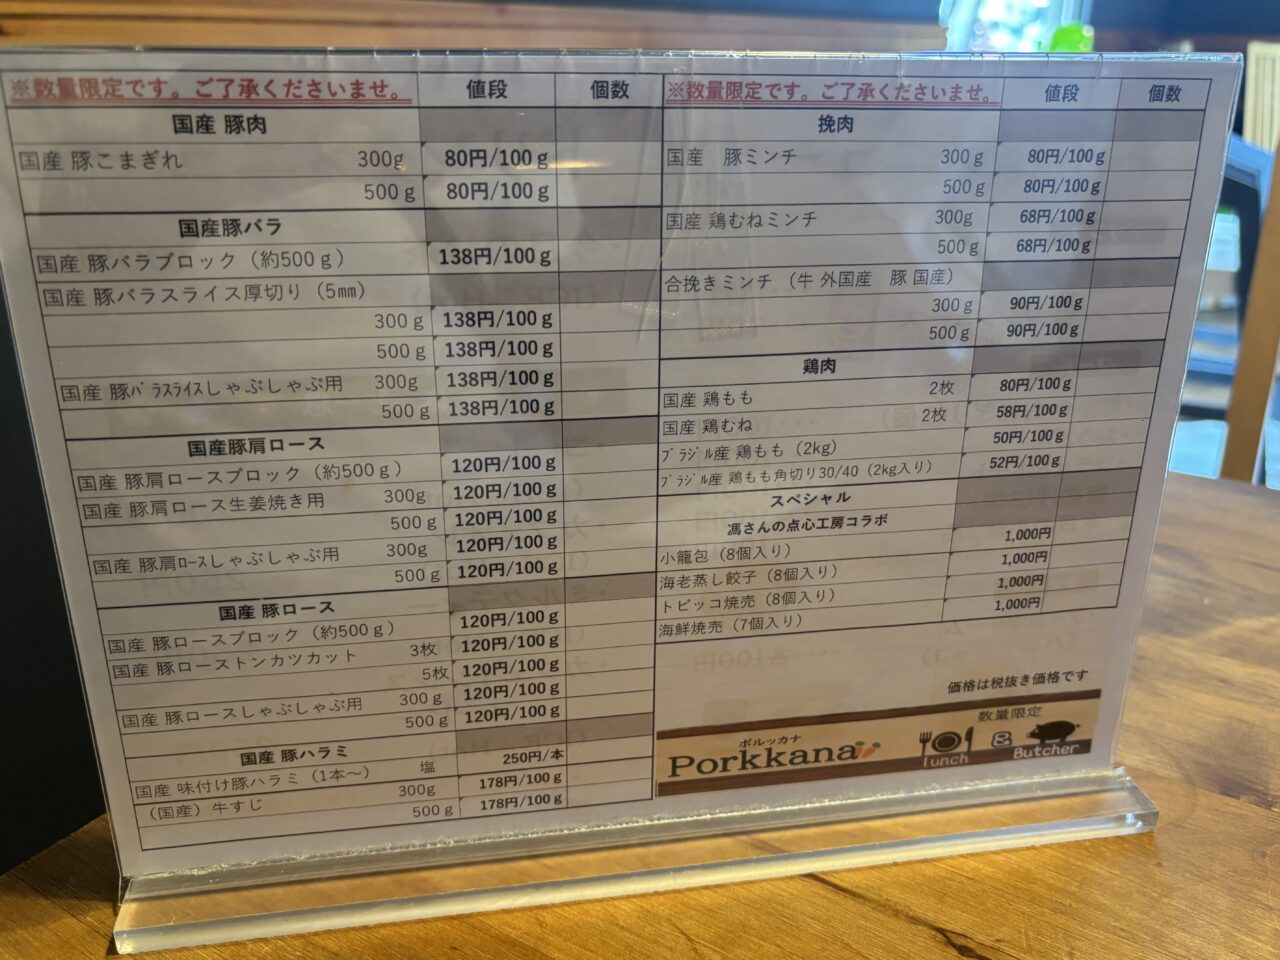 ※数量限定です。ご了承くださいませ。 値段 個数
国産 豚肉
国産 豚こまぎれ 300g 80円/100g
500g 80円/100g
国産豚バラ
国産 豚バラブロック（約500g） 138円/100g
国産 豚バラスライス厚切り（5㎜）
300g 138円/100g
500g 138円/100g
国産 豚ﾊﾞﾗｽﾗｲｽしゃぶしゃぶ用 300g 138円/100g
500g 138円/100g
国産豚肩ロース
国産 豚肩ロースブロック（約500g） 120円/100g
国産 豚肩ロース生姜焼き用 300g 120円/100g
500g 120円/100g
国産 豚肩ﾛｰｽしゃぶしゃぶ用 300g 120円/100g
500g 120円/100g
国産 豚ロース
国産 豚ロースブロック（約500g） 120円/100g
国産 豚ローストンカツカット 3枚 120円/100g
5枚 120円/100g
国産 豚ロースしゃぶしゃぶ用 300g 120円/100g
500g 120円/100g
国産 豚ハラミ
国産 味付け豚ハラミ（1本～） 塩 250円/本
（国産）牛すじ 300g 178円/100g
500g 178円/100g
※数量限定です。ご了承くださいませ。 値段 個数
挽肉
国産 豚ミンチ 300g 80円/100g
500g 80円/100g
国産 鶏むねミンチ 300g 68円/100g
500g 68円/100g
合挽きミンチ（牛 外国産 豚 国産）
300g 90円/100g
500g 90円/100g
鶏肉
国産 鶏もも 2枚 80円/100g
国産 鶏むね 2枚 58円/100g
ﾌﾞﾗｼﾞﾙ産 鶏もも（2kg） 50円/100g
ﾌﾞﾗｼﾞﾙ産 鶏もも角切り30/40（2kg入り） 52円/100g
スペシャル
馮さんの点心工房コラボ
小籠包（8個入り） 1,000円
海老蒸し餃子（8個入り） 1,000円
トビッコ焼売（8個入り） 1,000円
海鮮焼売（7個入り） 1,000円
価格は税抜き価格です
ポルッカナ
Porkkana
数量限定
lunch & Butcher